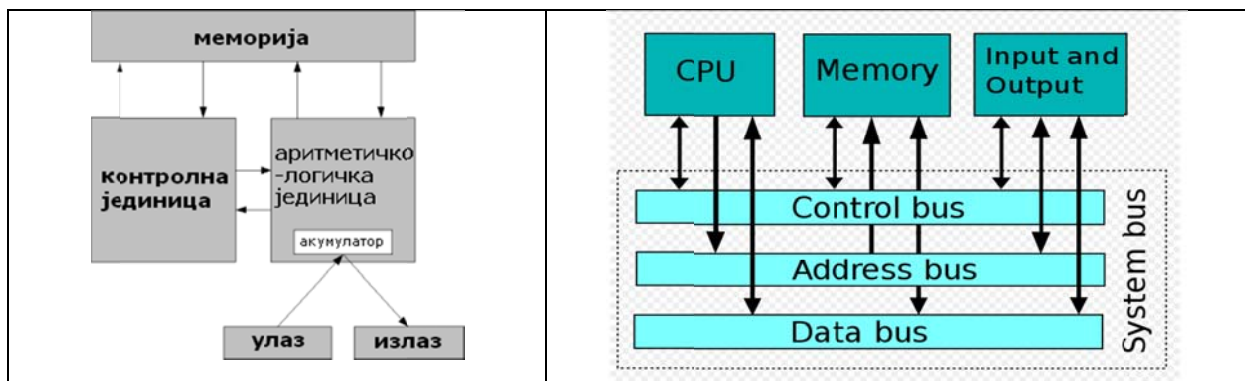 меморија
контролна
јединица
аритметичко
-логичка
јединица
акумулатор
улаз
излаз
CPU
Memory
Input and
Output
Control bus
Address bus
Data bus
System bus